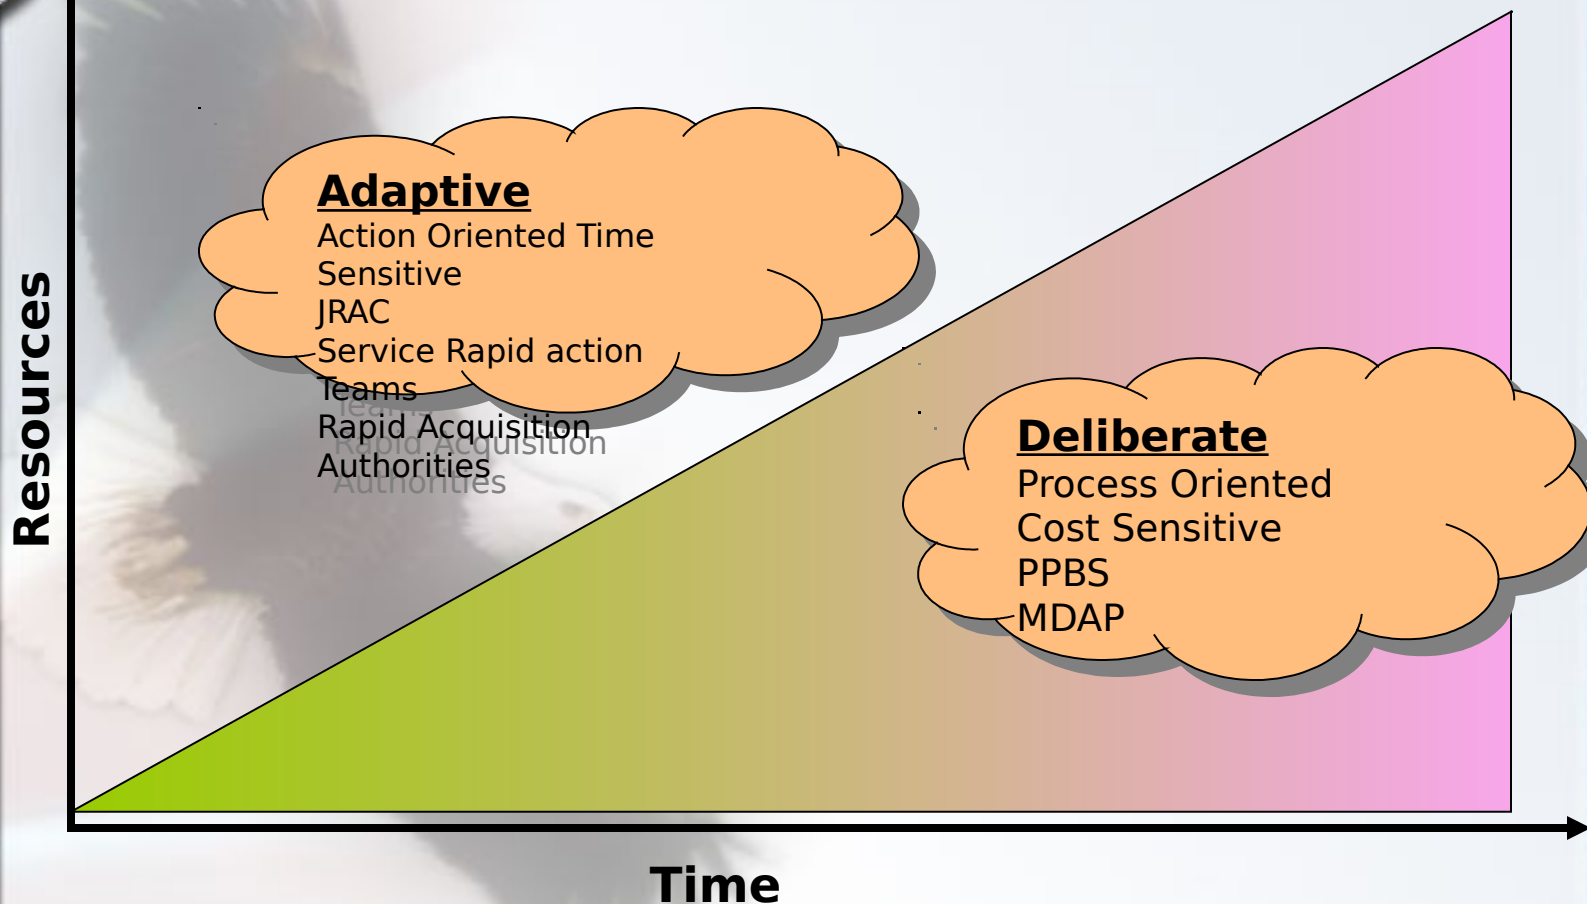 Resources
Adaptive
Action Oriented Time
Sensitive
JRAC
Service Rapid action
Teams
Rapid Acquisition
Authorities
Deliberate
Process Oriented
Cost Sensitive
PPBS
MDAP
Time